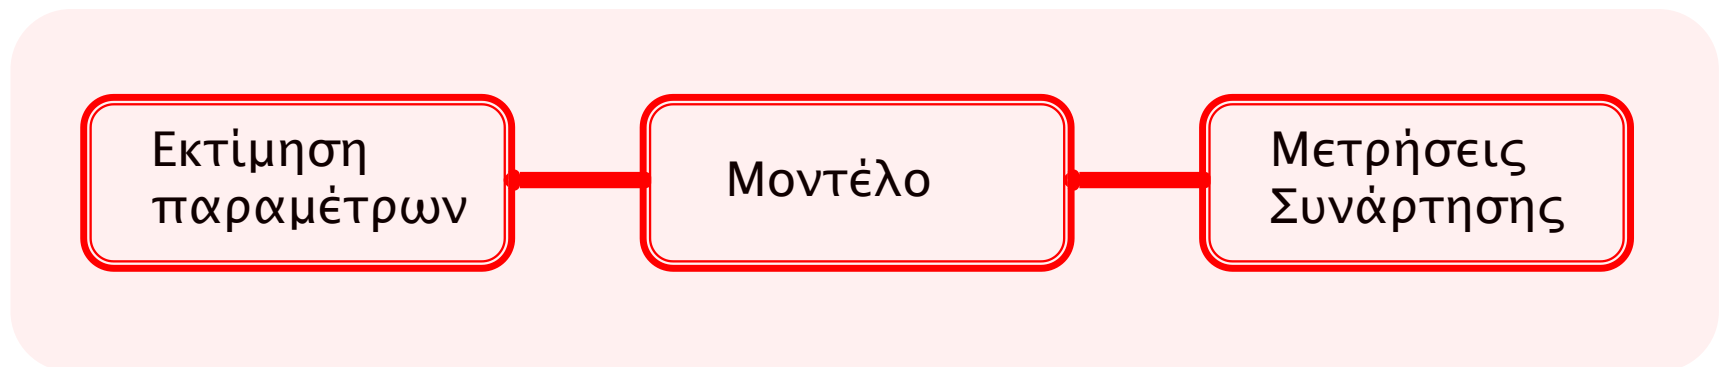 Εκτίμηση
παραμέτρων
Μοντέλο
Μετρήσεις
Συνάρτησης